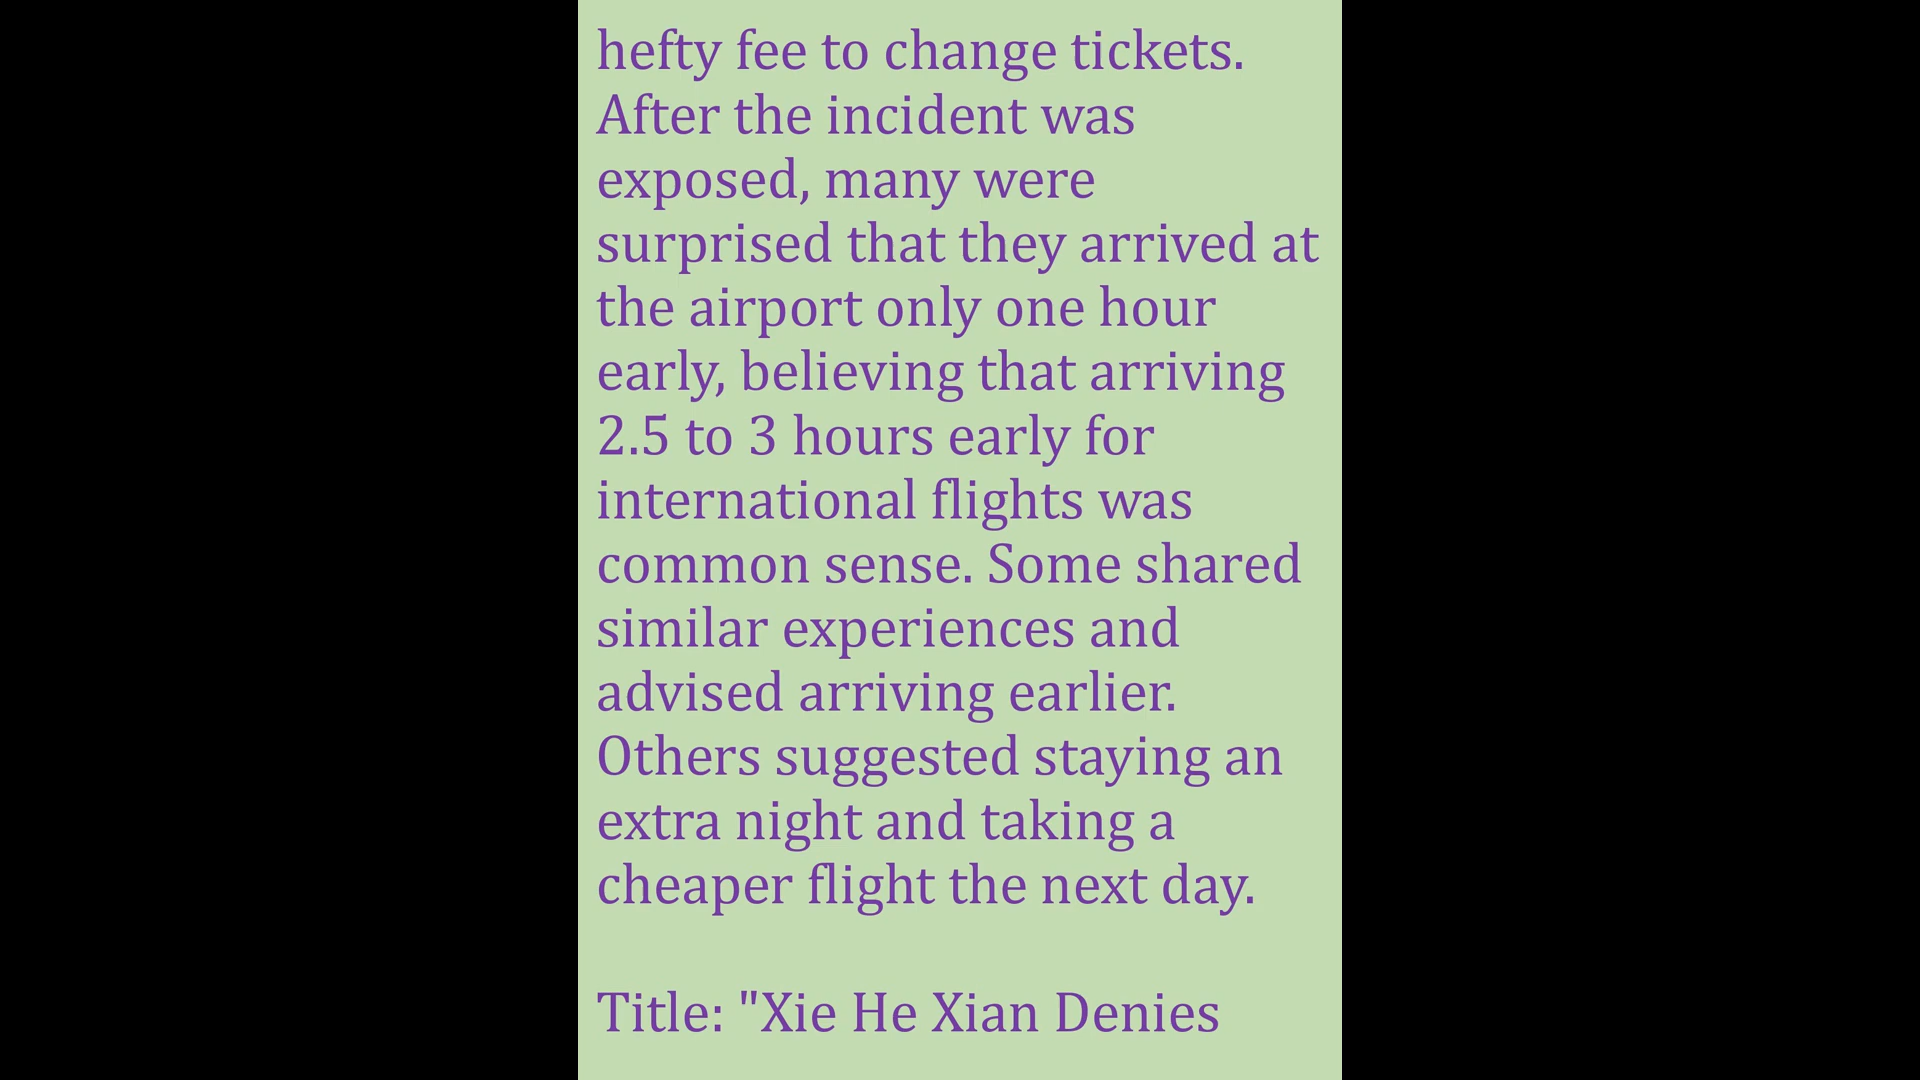 hefty fee to change tickets.
After the incident was
exposed, many were
surprised that they arrived at
the airport only one hour
early, believing that arriving
2.5 to 3 hours early for
international flights was
common sense. Some shared
similar experiences and
advised arriving earlier.
Others suggested staying an
extra night and taking a
cheaper flight the next day.
Title: "Xie He Xian Denies